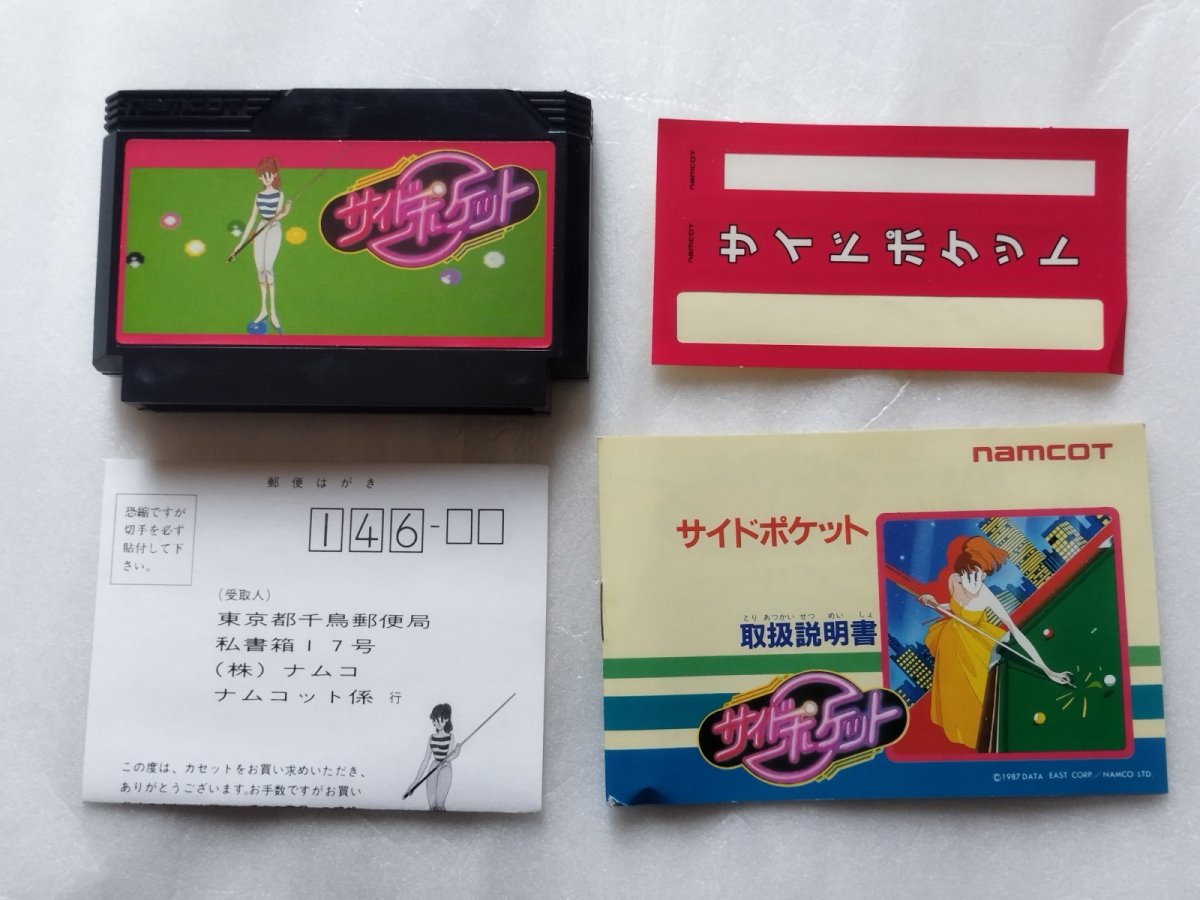 namcoT
サイドポケット
namcoT
namcoT
サイドポケット
郵便はがき
恐縮ですが
切手を必ず
貼付して下
さい。
146-
(受取人)
東京都千鳥郵便局
私書箱17号
(株)ナムコ
ナムコット係 行
この度は、カセットをお買い求めいただき、
ありがとうございます。お手数ですがお買い
namcoT
サイドポケット
とり あつかい せつ めい しょ
取扱説明書
サイドポケット
©1987 DATA EAST CORP./NAMCO LTD.